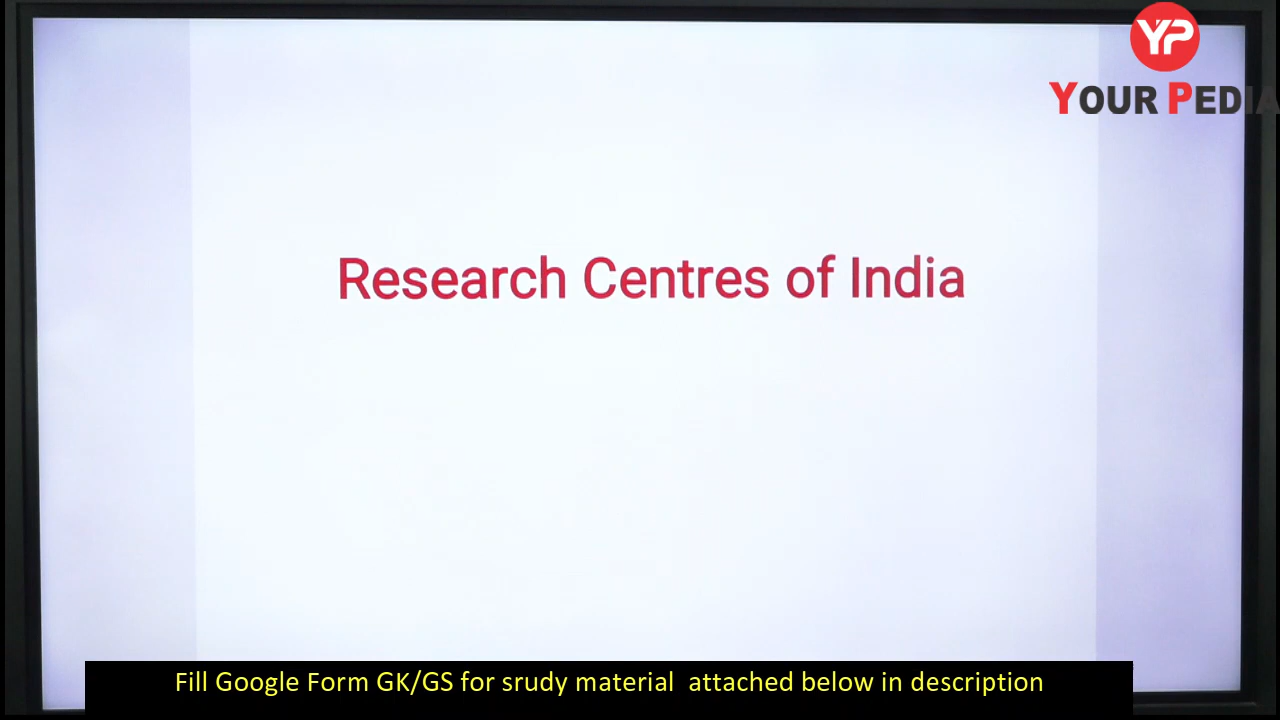 YP
YOUR PEDIA
Research Centres of India
Fill Google Form GK/GS for srudy material attached below in description